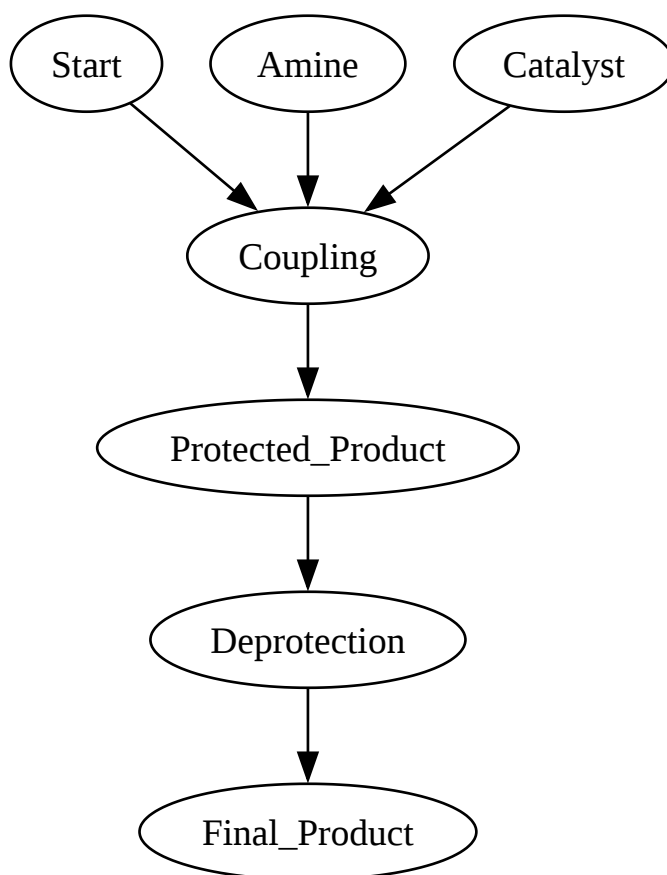 Start Amine Catalyst
Coupling
Protected_Product
Deprotection
Final_Product